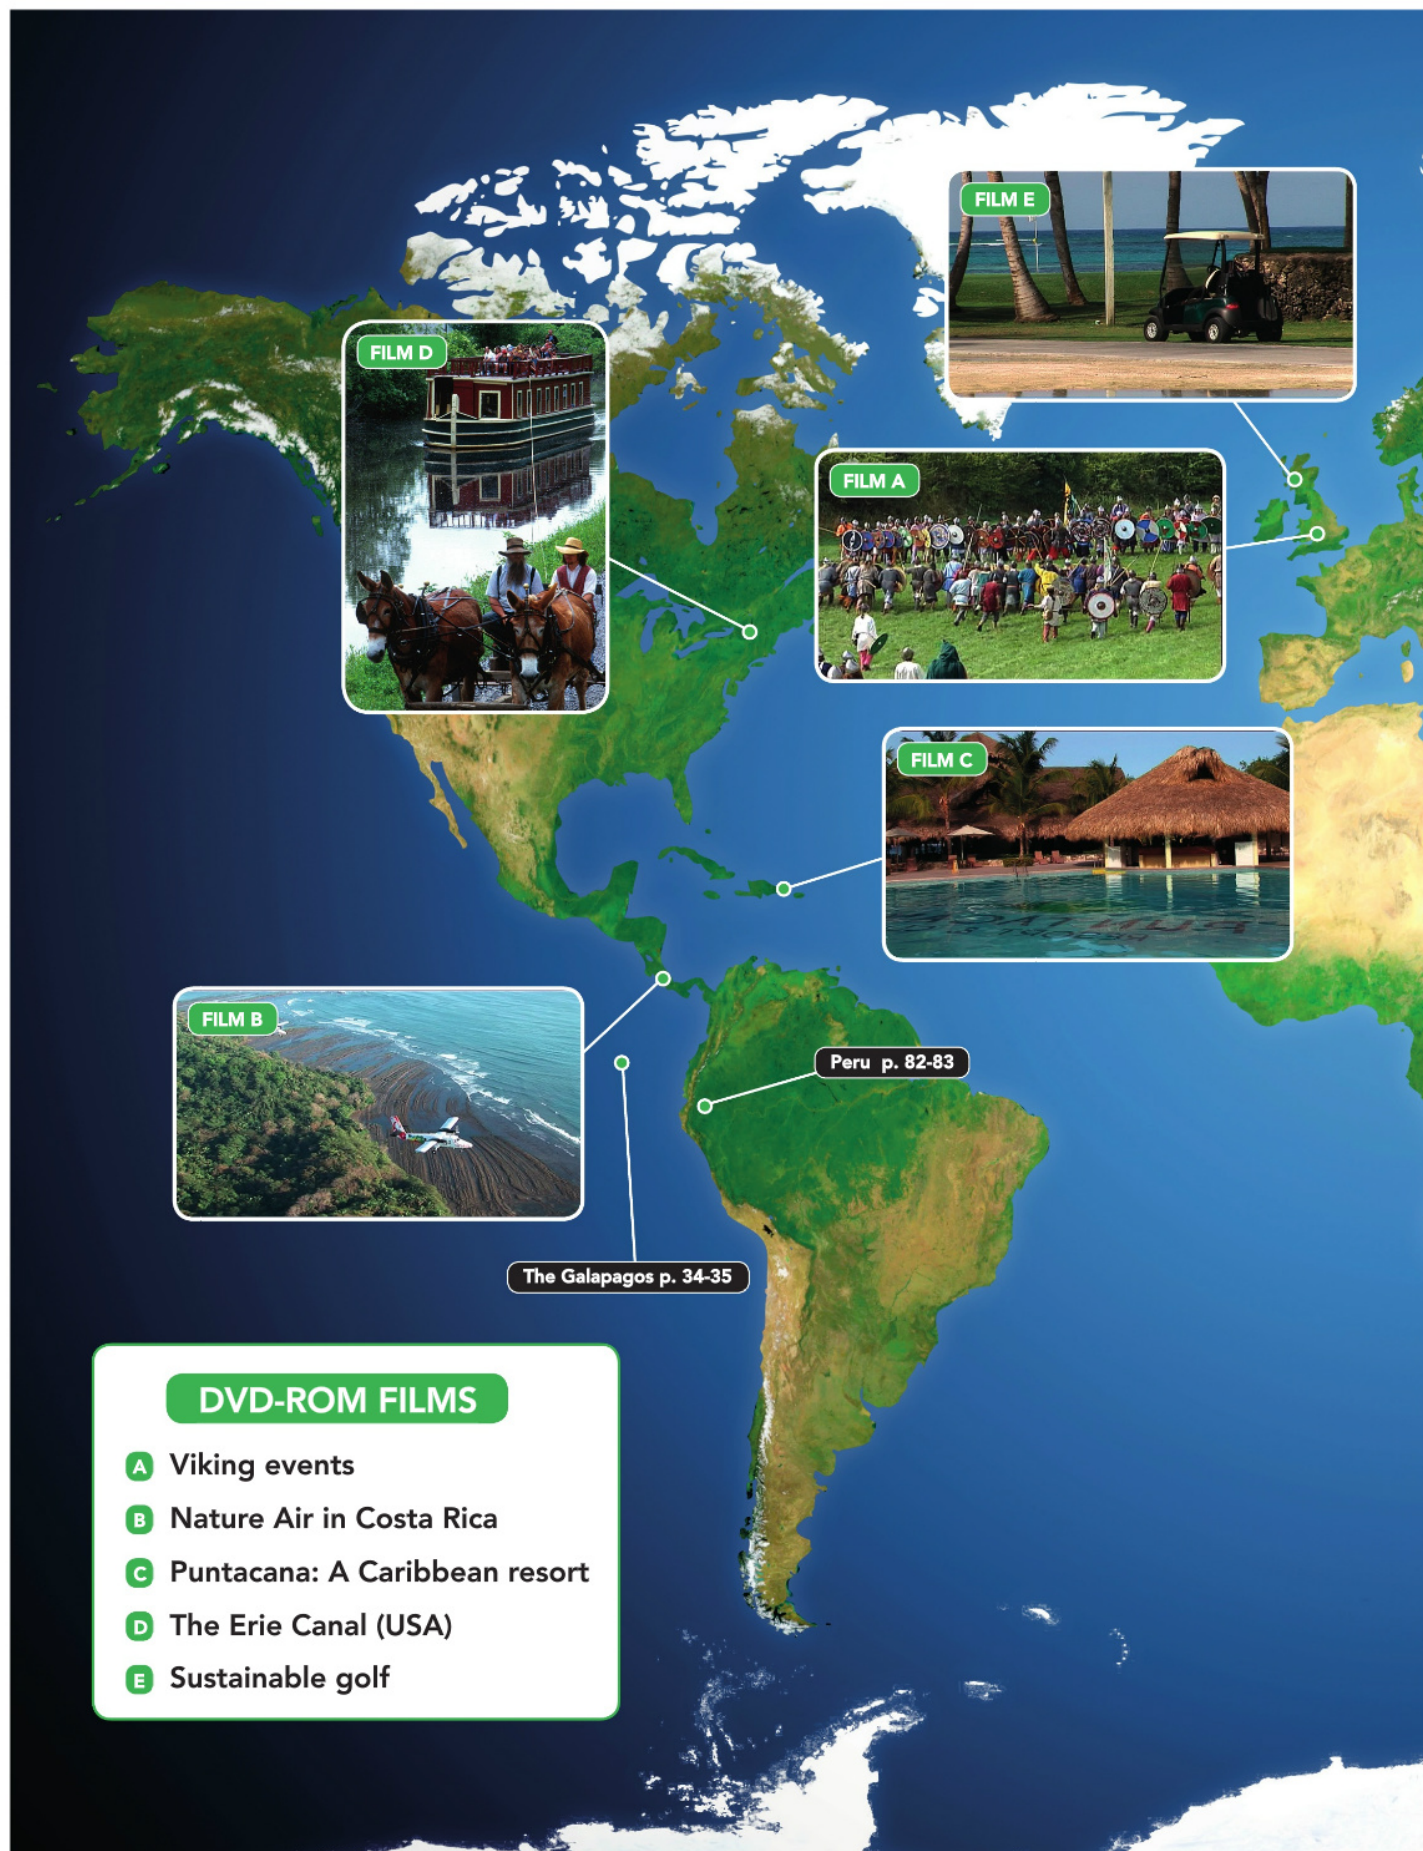 FILM E
FILM D
FILM A
FILM C
FILM B
Peru p. 82-83
The Galapagos p. 34-35
DVD-ROM FILMS
A Viking events
B Nature Air in Costa Rica
C Puntacana: A Caribbean resort
D The Erie Canal (USA)
E Sustainable golf